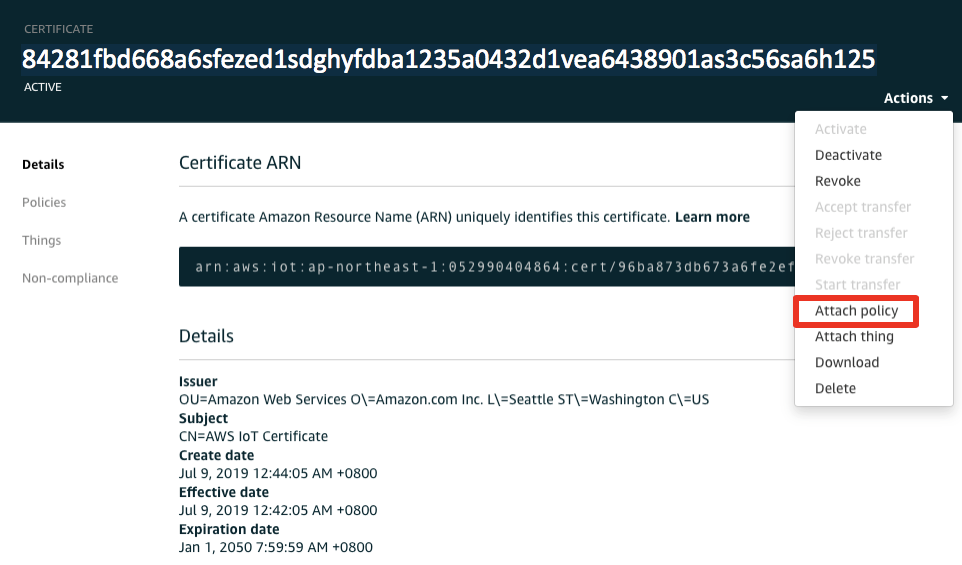 CERTIFICATE
84281fbd668a6sfezed1sdghyfdba1235a0432d1vea6438901as3c56sa6h125
ACTIVE
Actions
Activate
Deactivate
Revoke
Accept transfer
Reject transfer
Revoke transfer
Start transfer
Attach policy
Attach thing
Download
Delete
Details
Policies
Things
Non-compliance
Certificate ARN
A certificate Amazon Resource Name (ARN) uniquely identifies this certificate. Learn more
arn:aws:iot:ap-northeast-1:052990404864:cert/96ba873db673a6fe2ef
Details
Issuer
OU=Amazon Web Services O\=Amazon.com Inc. L\=Seattle ST\=Washington C\=US
Subject
CN=AWS IoT Certificate
Create date
Jul 9, 2019 12:44:05 AM +0800
Effective date
Jul 9, 2019 12:42:05 AM +0800
Expiration date
Jan 1, 2050 7:59:59 AM +0800